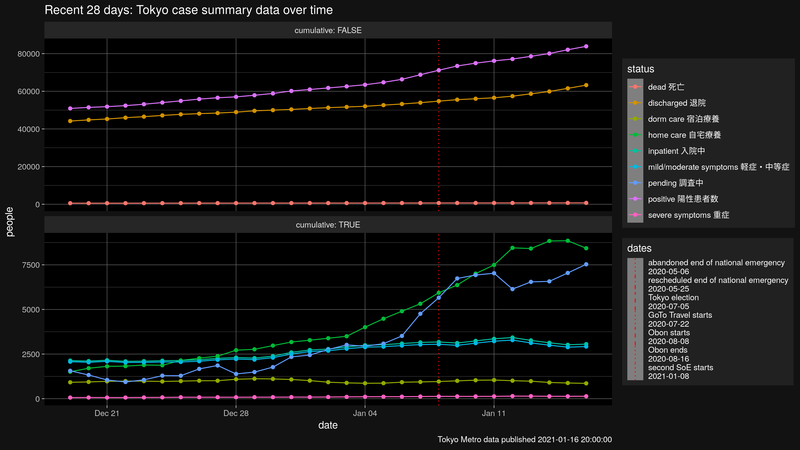 Recent 28 days: Tokyo case summary data over time
cumulative: FALSE
80000
60000
40000
20000
0
cumulative: TRUE
7500
5000
2500
0
people
Dec 21
Dec 28
Jan 04
Jan 11
date
status
dead 死亡
discharged 退院
dorm care 宿泊療養
home care 自宅療養
inpatient 入院中
mild/moderate symptoms 軽症・中等症
pending 調査中
positive 陽性患者数
severe symptoms 重症
dates
abandoned end of national emergency
2020-05-06
rescheduled end of national emergency
2020-05-25
Tokyo election
2020-07-05
GoTo Travel starts
2020-07-22
Obon starts
2020-08-08
Obon ends
2020-08-16
second SoE starts
2021-01-08
Tokyo Metro data published 2021-01-16 20:00:00